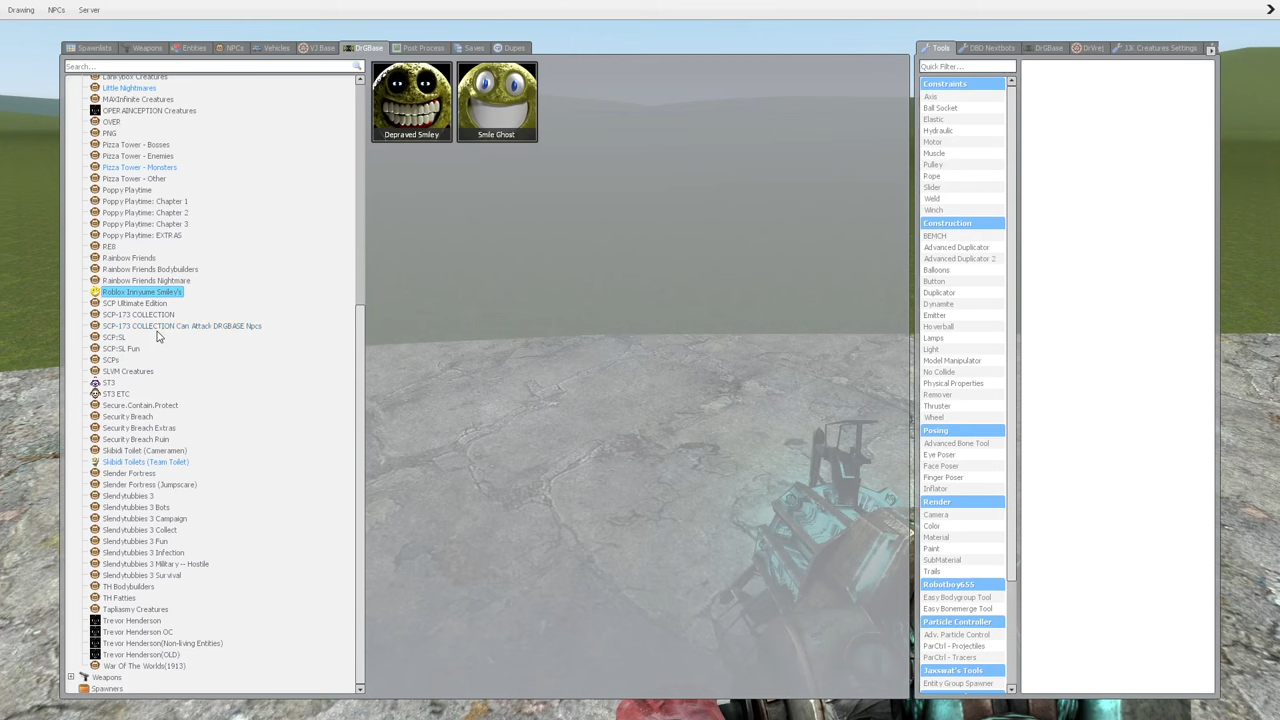 Drawing NPCs Server
Spawnlists Weapons Entities NPCs Vehicles VJ Base DrGBase Post Process Saves Dupes
Search...
Lankybox Creatures
Little Nightmares
MAXInfinite Creatures
OPERAINCEPTION Creatures
OVER
PNG
Pizza Tower - Bosses
Pizza Tower - Enemies
Pizza Tower - Monsters
Pizza Tower - Other
Poppy Playtime
Poppy Playtime: Chapter 1
Poppy Playtime: Chapter 2
Poppy Playtime: Chapter 3
Poppy Playtime: EXTRAS
RE8
Rainbow Friends
Rainbow Friends Bodybuilders
Rainbow Friends Nightmare
Roblox Innyume Smiley's
SCP Ultimate Edition
SCP-173 COLLECTION
SCP-173 COLLECTION Can Attack DRGBASE Npcs
SCP:SL
SCP:SL Fun
SCPs
SLVM Creatures
ST3
ST3 ETC
Secure.Contain.Protect
Security Breach
Security Breach Extras
Security Breach Ruin
Skibidi Toilet (Cameramen)
Skibidi Toilets (Team Toilet)
Slender Fortress
Slender Fortress (Jumpscare)
Slendytubbies 3
Slendytubbies 3 Bots
Slendytubbies 3 Campaign
Slendytubbies 3 Collect
Slendytubbies 3 Fun
Slendytubbies 3 Infection
Slendytubbies 3 Military -- Hostile
Slendytubbies 3 Survival
TH Bodybuilders
TH Fatties
Tapliasmy Creatures
Trevor Henderson
Trevor Henderson OC
Trevor Henderson(Non-living Entities)
Trevor Henderson(OLD)
War Of The Worlds(1913)
Weapons
Spawners
Depraved Smiley
Smile Ghost
Tools DBD Nextbots DrGBase DrVrej JJK Creatures Settings
Quick Filter...
Constraints
Axis
Ball Socket
Elastic
Hydraulic
Motor
Muscle
Pulley
Rope
Slider
Weld
Winch
Construction
BEMCH
Advanced Duplicator
Advanced Duplicator 2
Balloons
Button
Duplicator
Dynamite
Emitter
Hoverball
Lamps
Light
Model Manipulator
No Collide
Physical Properties
Remover
Thruster
Wheel
Posing
Advanced Bone Tool
Eye Poser
Face Poser
Finger Poser
Inflator
Render
Camera
Color
Material
Paint
SubMaterial
Trails
Robotboy655
Easy Bodygroup Tool
Easy Bonemerge Tool
Particle Controller
Adv. Particle Control
ParCtrl - Projectiles
ParCtrl - Tracers
Jaxswat's Tools
Entity Group Spawner